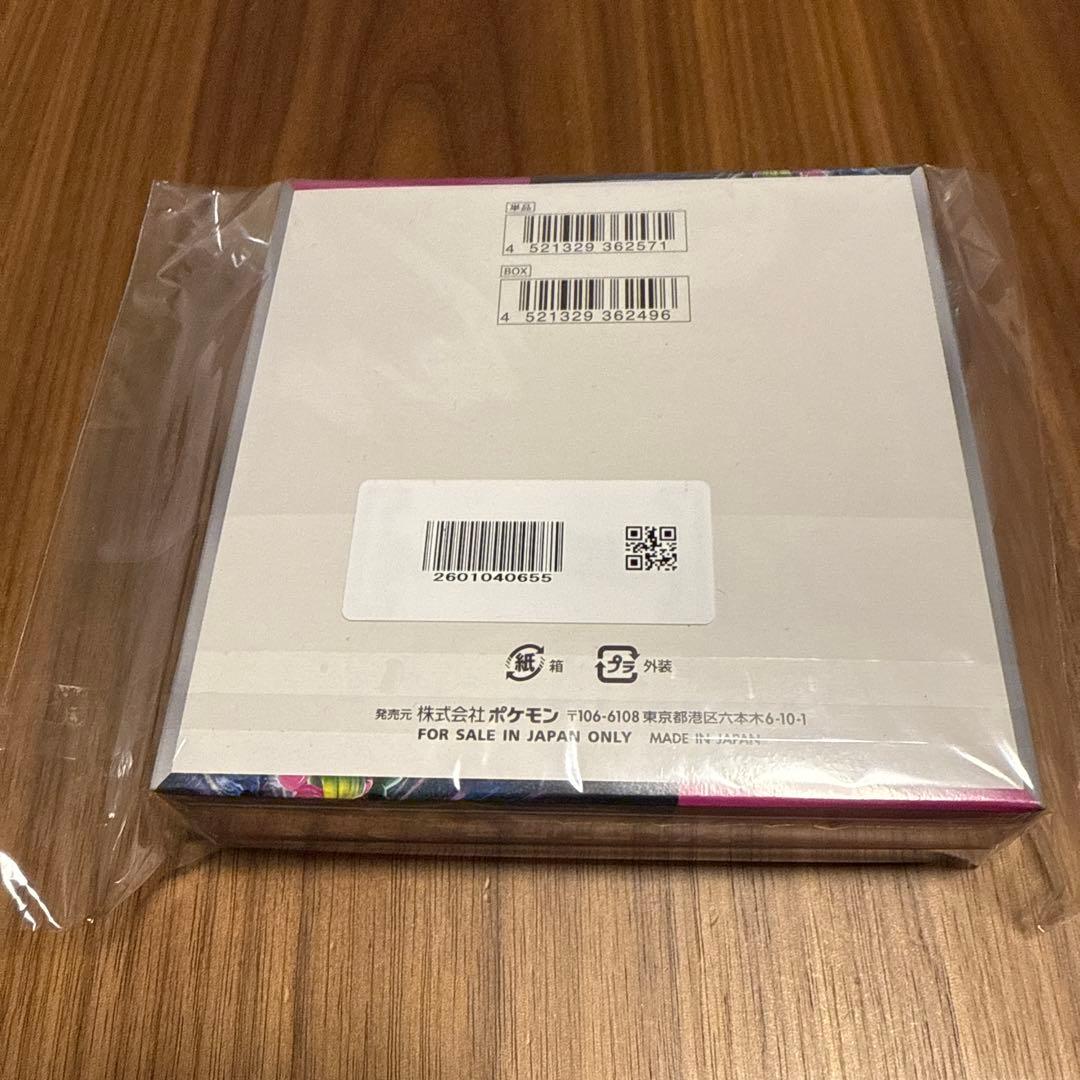 単品
4 521329 362571
BOX
4 521329 362496
2601040655
紙 箱 プラ 外装
発売元 株式会社ポケモン 〒106-6108 東京都港区六本木6-10-1
FOR SALE IN JAPAN ONLY MADE IN JAPAN